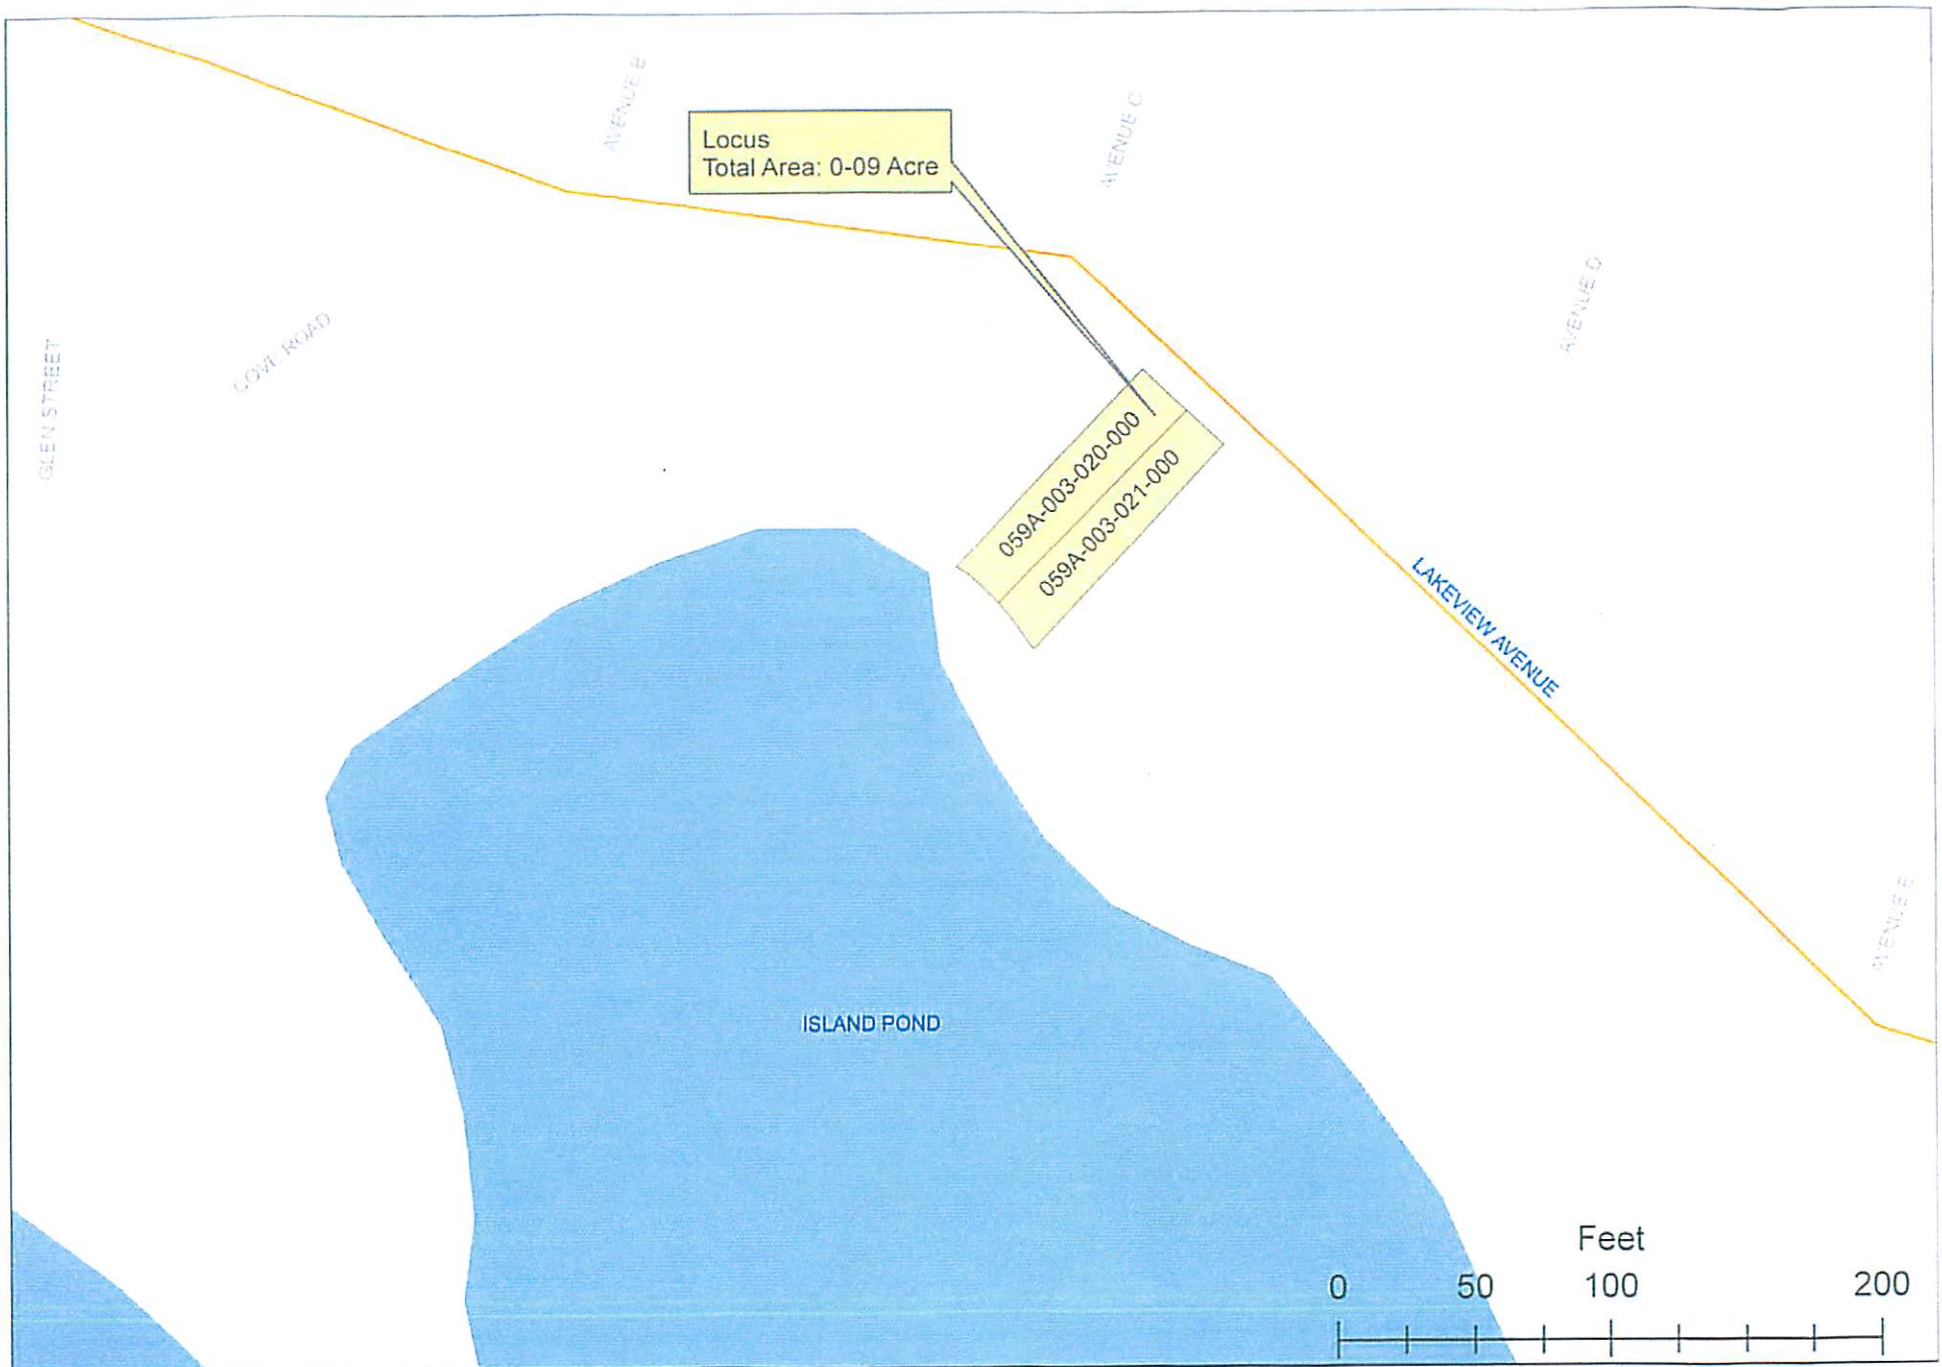 AVENUE B
Locus
Total Area: 0-09 Acre
AVENUE C
AVENUE D
COVE ROAD
GLEN STREET
059A-003-020-000
059A-003-021-000
LAKEVIEW AVENUE
AVENUE E
ISLAND POND
Feet
0 50 100 200